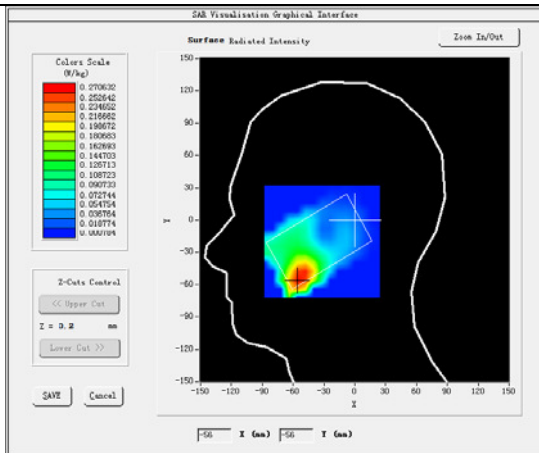 SAR Visualisation Graphical Interface
Surface Radiated Intensity
Zoom In/Out
Colors Scale
(W/kg)
0.270632
0.252642
0.234652
0.216662
0.198672
0.180683
0.162693
0.144703
0.126713
0.108723
0.090733
0.072744
0.054754
0.036764
0.018774
0.000784
150
120
90
60
30
0
-30
-60
-90
-120
-150
Y
-150 -120 -90 -60 -30 0 30 60 90 120 150
X
Z-Cuts Control
<< Upper Cut
Z = 0.2 mm
Lower Cut >>
SAVE Cancel
-56 X (mm) -56 Y (mm)